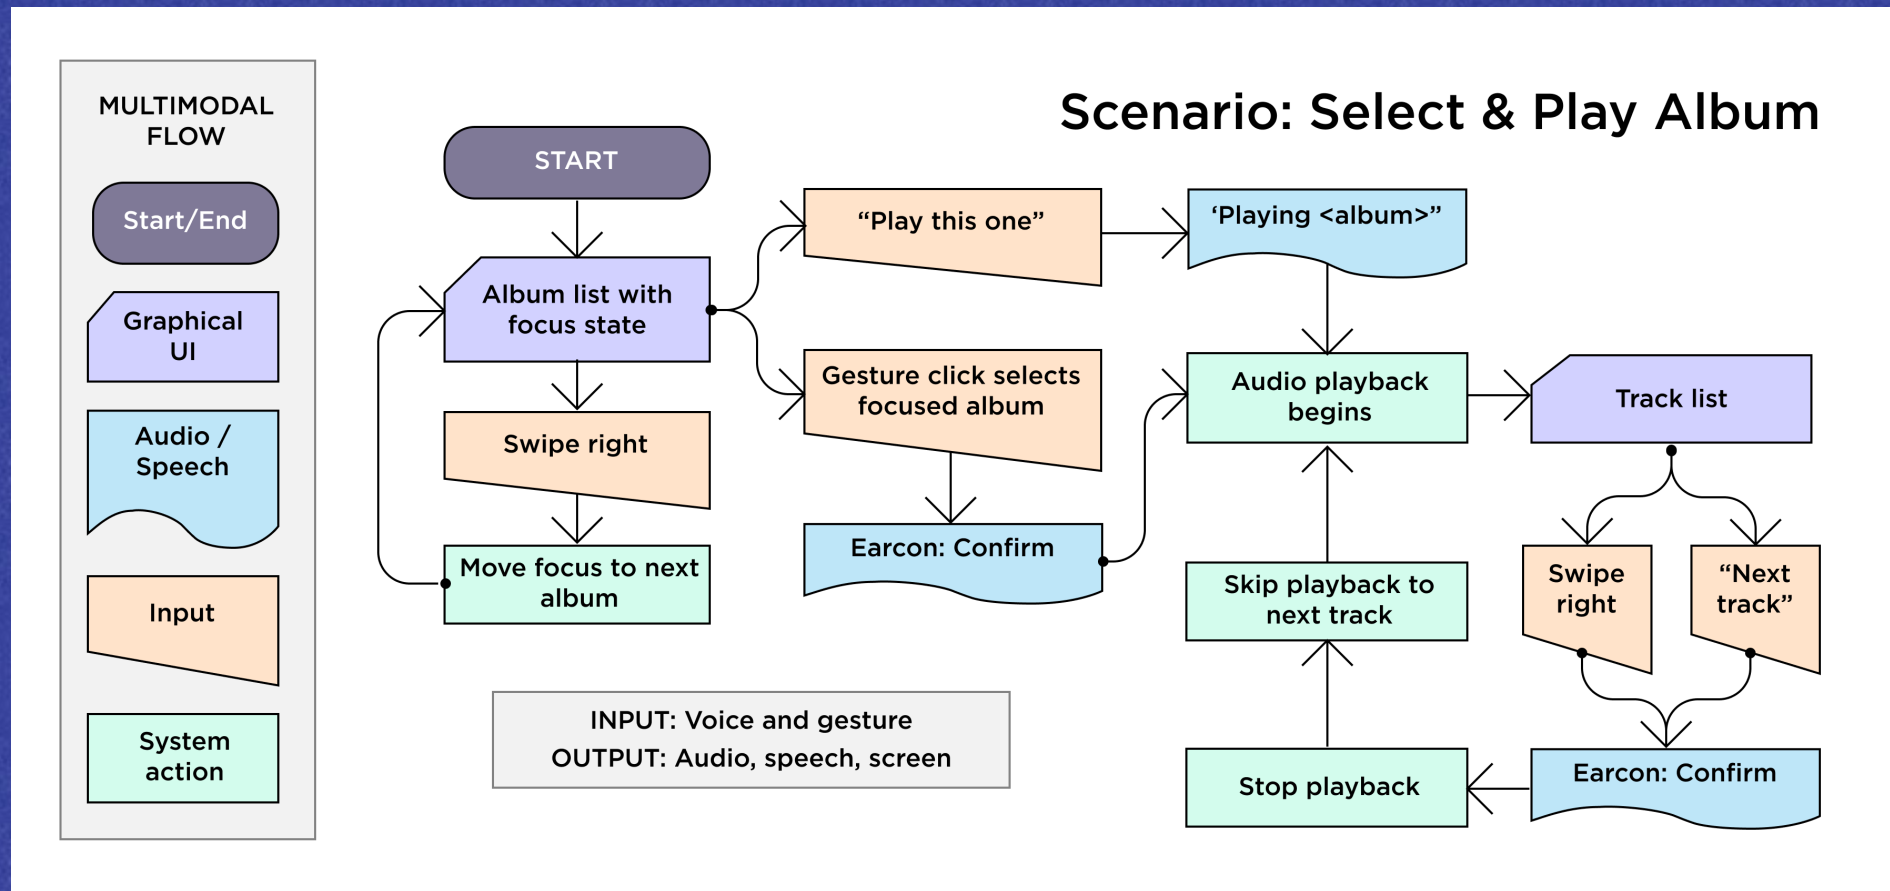 MULTIMODAL
FLOW
Start/End
Graphical
UI
Audio /
Speech
Input
System
action
Scenario: Select & Play Album
START
Album list with
focus state
Swipe right
Move focus to next
album
“Play this one”
Gesture click selects
focused album
Earcon: Confirm
‘Playing <album>”
Audio playback
begins
Track list
Swipe
right
“Next
track”
Earcon: Confirm
Stop playback
Skip playback to
next track
INPUT: Voice and gesture
OUTPUT: Audio, speech, screen